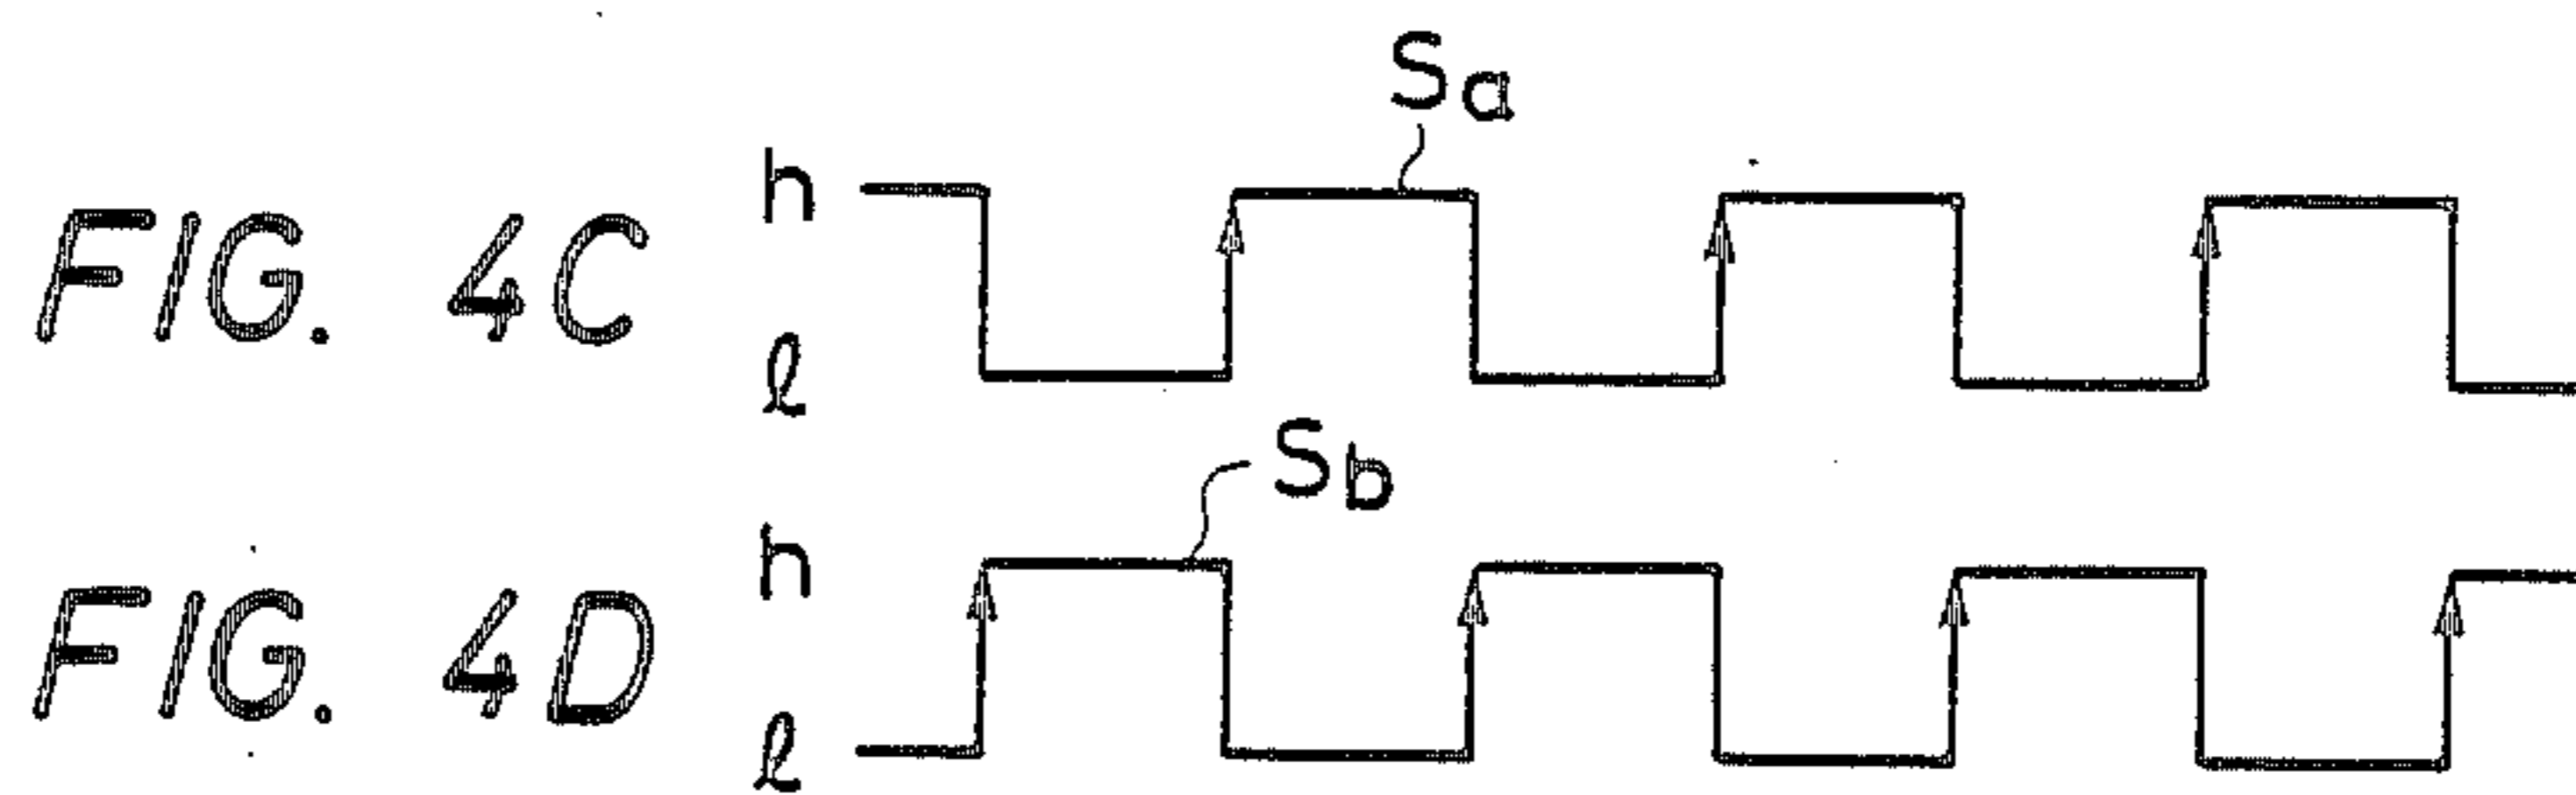 Sa
h
FIG. 4C
ℓ
Sb
h
FIG. 4D
ℓ